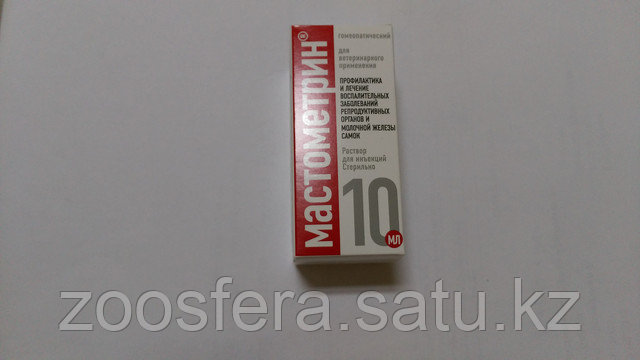 мастометрин®
гомеопатический
для
ветеринарного
применения
ПРОФИЛАКТИКА
И ЛЕЧЕНИЕ
ВОСПАЛИТЕЛЬНЫХ
ЗАБОЛЕВАНИЙ
РЕПРОДУКТИВНЫХ
ОРГАНОВ И
МОЛОЧНОЙ ЖЕЛЕЗЫ
САМОК
Раствор
для инъекций
Стерильно
10
МЛ
zoosfera.satu.kz